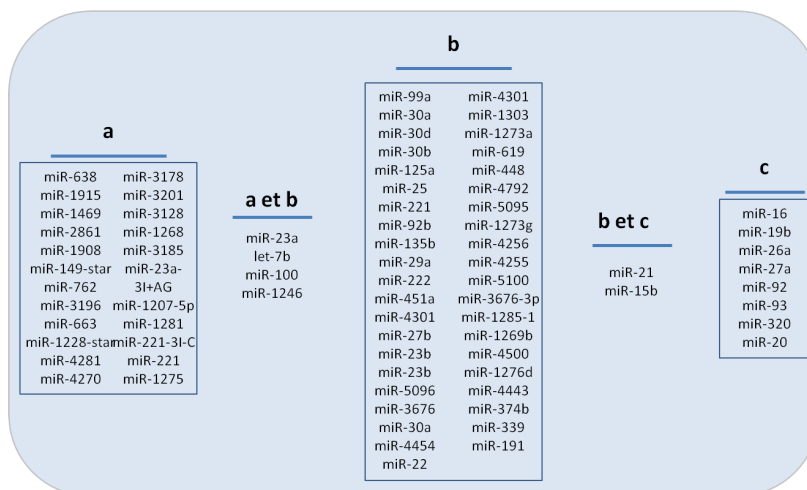 a
miR-638 miR-3178
miR-1915 miR-3201
miR-1469 miR-3128
miR-2861 miR-1268
miR-1908 miR-3185
miR-149-star miR-23a-
miR-762 3I+AG
miR-3196 miR-1207-5p
miR-663 miR-1281
miR-1228-star miR-221-3I-C
miR-4281 miR-221
miR-4270 miR-1275
a et b
miR-23a
let-7b
miR-100
miR-1246
b
miR-99a miR-4301
miR-30a miR-1303
miR-30d miR-1273a
miR-30b miR-619
miR-125a miR-448
miR-25 miR-4792
miR-221 miR-5095
miR-92b miR-1273g
miR-135b miR-4256
miR-29a miR-4255
miR-222 miR-5100
miR-451a miR-3676-3p
miR-4301 miR-1285-1
miR-27b miR-1269b
miR-23b miR-4500
miR-23b miR-1276d
miR-5096 miR-4443
miR-3676 miR-374b
miR-30a miR-339
miR-4454 miR-191
miR-22
b et c
miR-21
miR-15b
c
miR-16
miR-19b
miR-26a
miR-27a
miR-92
miR-93
miR-320
miR-20